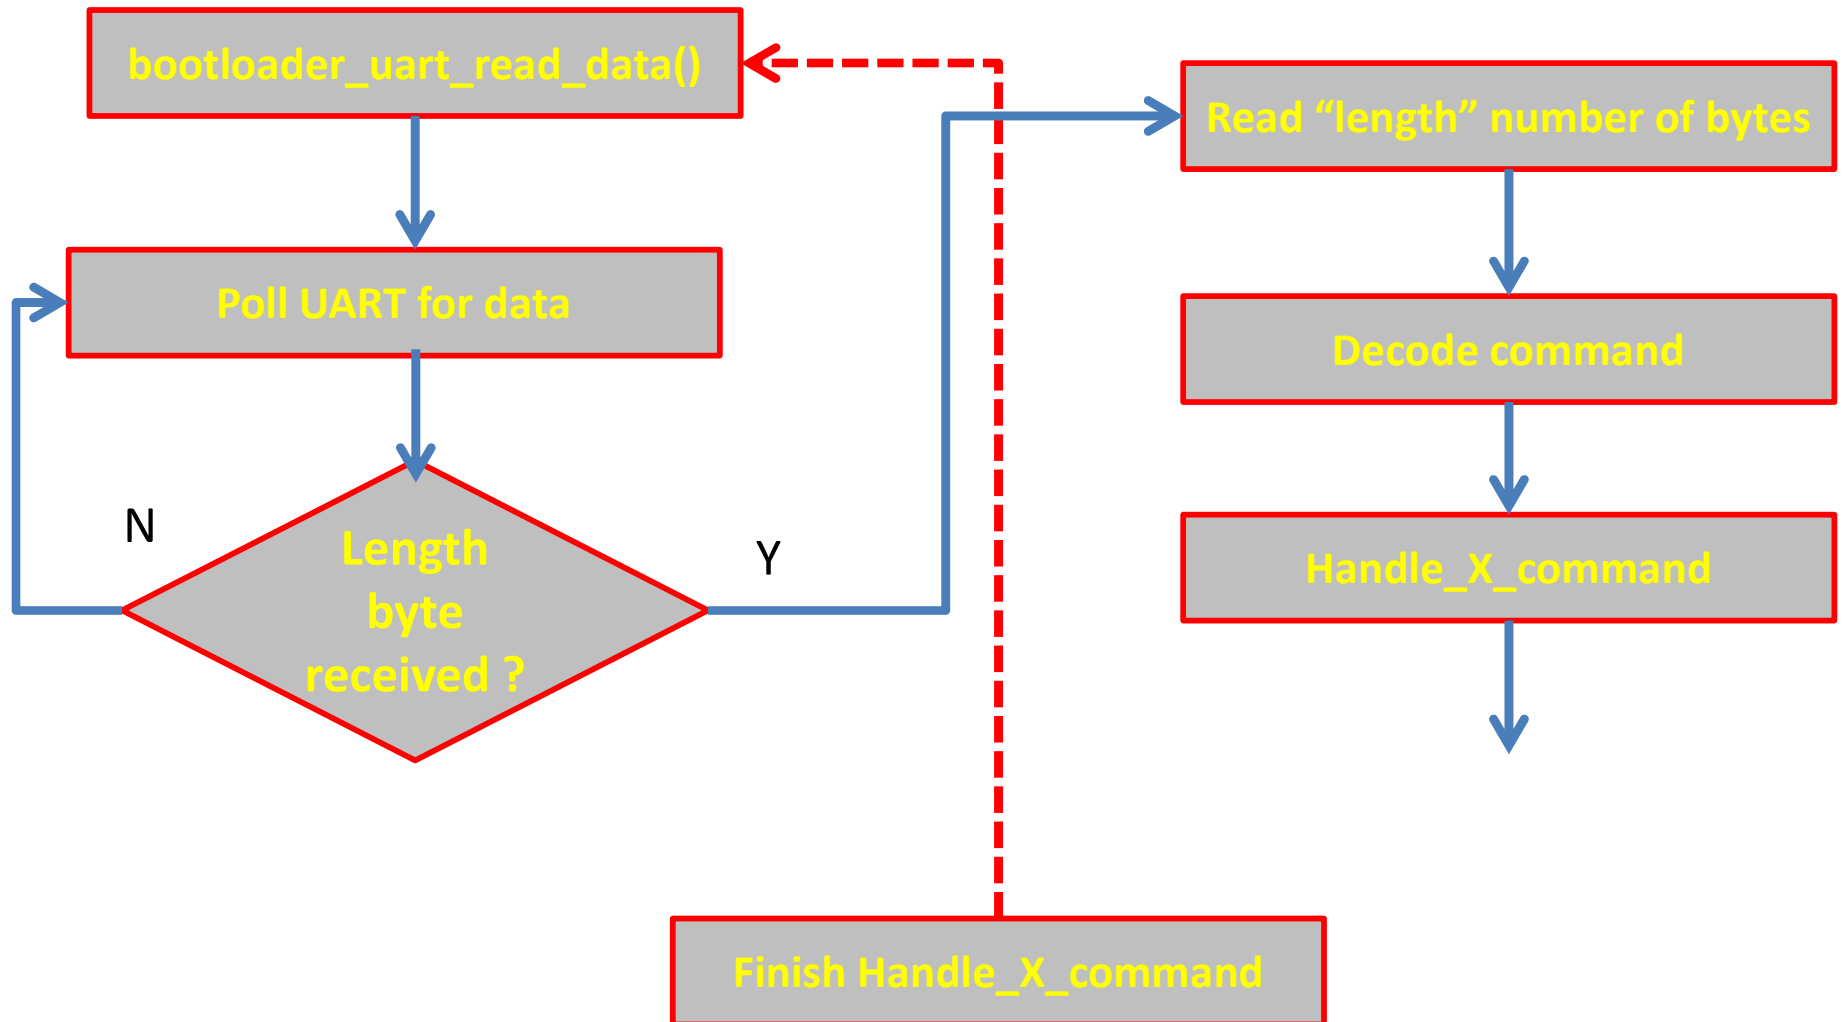 bootloader_uart_read_data()
Poll UART for data
N
Length
byte
received ?
Y
Read “length” number of bytes
Decode command
Handle_X_command
Finish Handle_X_command